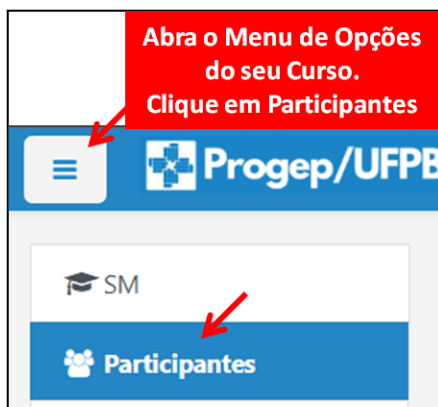 Abra o Menu de Opções
do seu Curso.
Clique em Participantes
Progep/UFPB
SM
Participantes